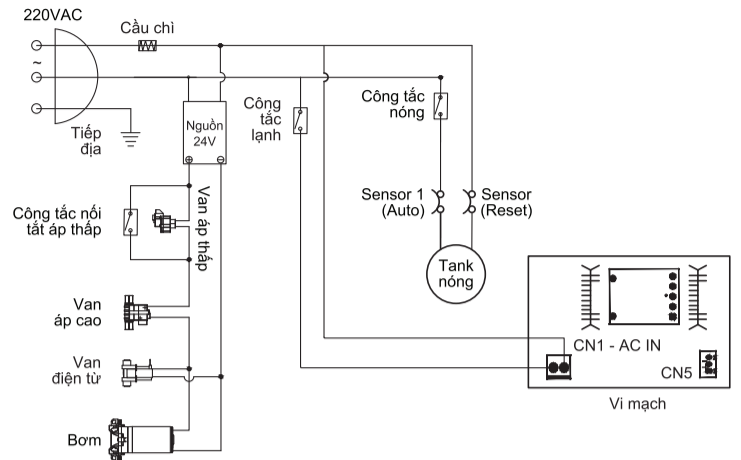 220VAC
Cầu chì
~
Tiếp
địa
Nguồn
24V
Công
tắc
lạnh
Công tắc
nóng
Công tắc nối
tắt áp thấp
Van áp thấp
Sensor 1
(Auto)
Sensor
(Reset)
Tank
nóng
Van
áp cao
Van
điện từ
Bơm
CN1 - AC IN
CN5
Vi mạch